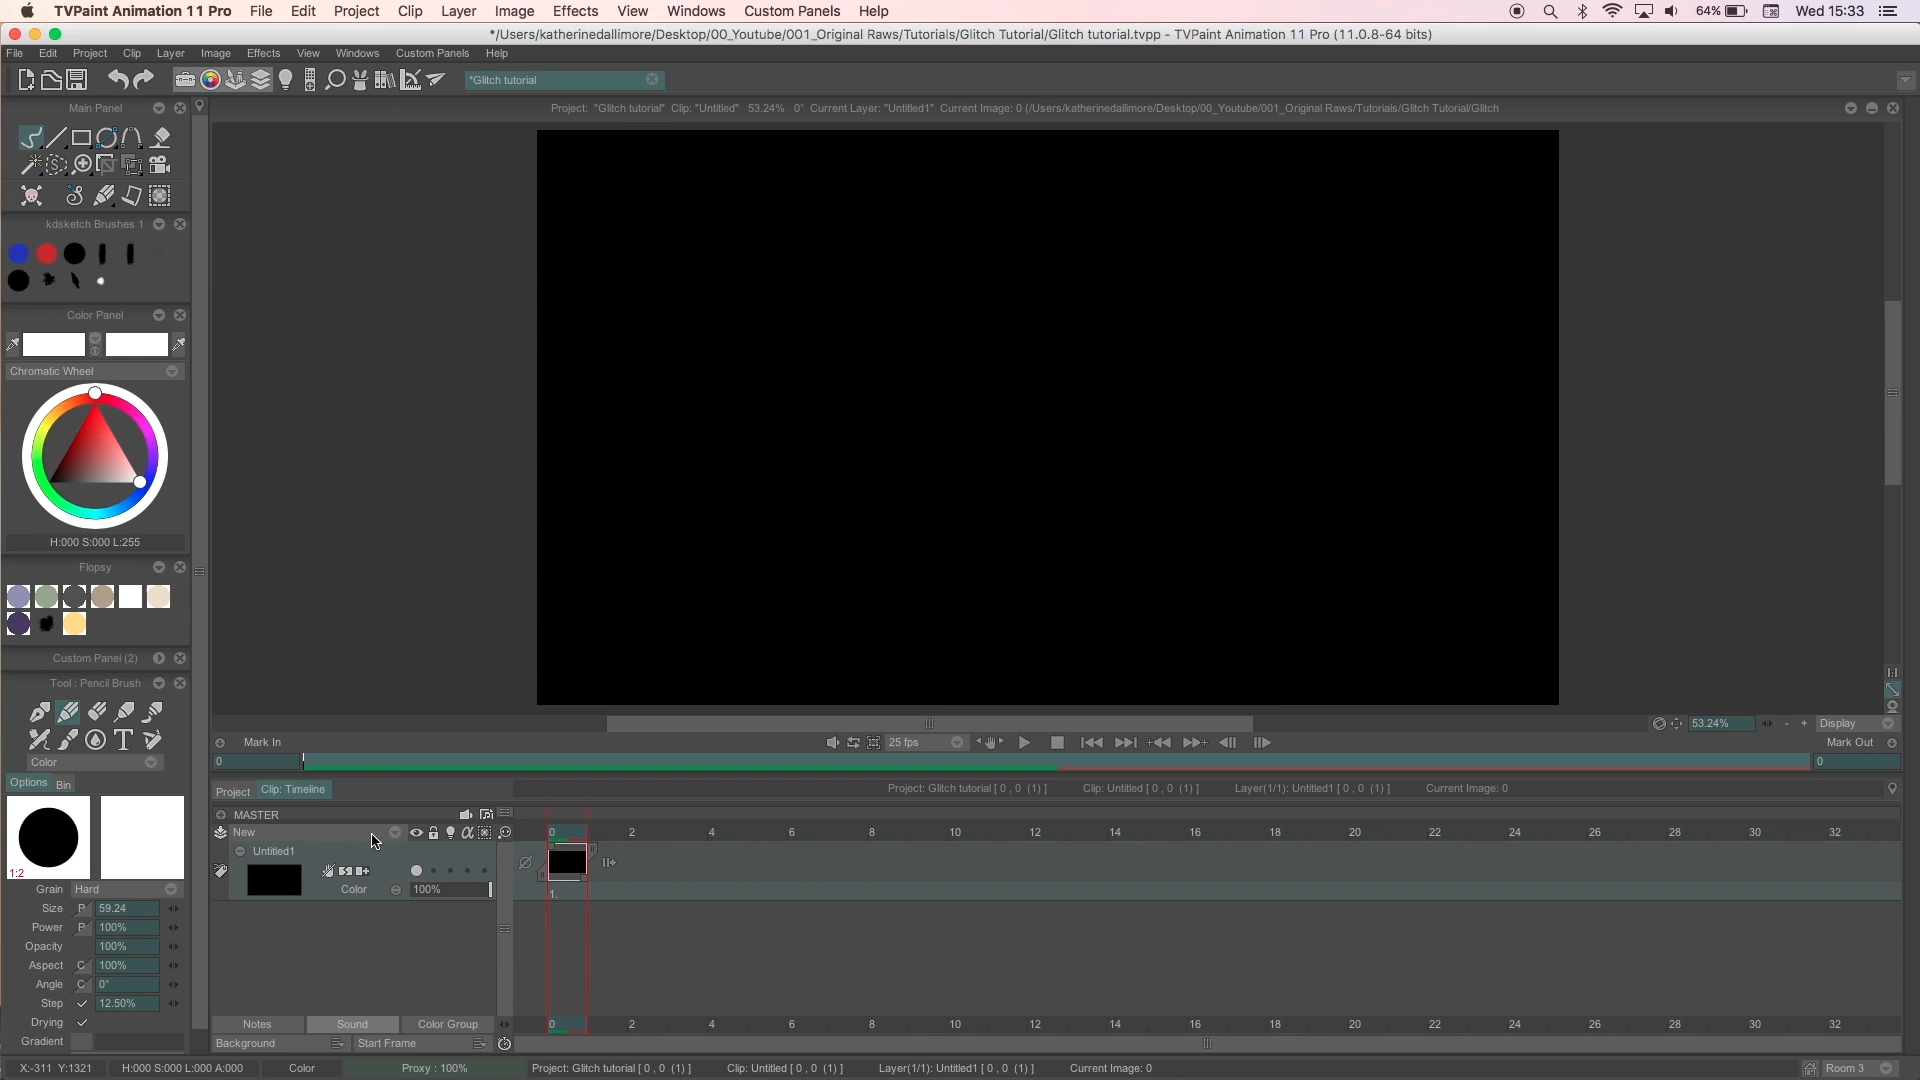 TVPaint Animation 11 Pro File Edit Project Clip Layer Image Effects View Windows Custom Panels Help 64% Wed 15:33
*/Users/katherinedallimore/Desktop/00_Youtube/001_Original Raws/Tutorials/Glitch Tutorial/Glitch tutorial.tvpp - TVPaint Animation 11 Pro (11.0.8-64 bits)
File Edit Project Clip Layer Image Effects View Windows Custom Panels Help
*Glitch tutorial
Main Panel
Project: "Glitch tutorial" Clip: "Untitled" 53.24% 0° Current Layer: "Untitled1" Current Image: 0 (/Users/katherinedallimore/Desktop/00_Youtube/001_Original Raws/Tutorials/Glitch Tutorial/Glitch
kdsketch Brushes 1
Color Panel
Chromatic Wheel
H:000 S:000 L:255
Flopsy
Custom Panel (2)
Tool : Pencil Brush
1:1
53.24% - + Display
Mark In 25 fps Mark Out
Color 0 0
Options Bin
Project Clip: Timeline Project: Glitch tutorial [ 0 , 0 (1) ] Clip: Untitled [ 0 , 0 (1) ] Layer(1/1): Untitled1 [ 0 , 0 (1) ] Current Image: 0
MASTER
New 0 2 4 6 8 10 12 14 16 18 20 22 24 26 28 30 32
Untitled1
1:2
Grain Hard Color 100% 1.
Size P 59.24
Power P 100%
Opacity 100%
Aspect C 100%
Angle C 0°
Step 12.50%
Drying Notes Sound Color Group 0 2 4 6 8 10 12 14 16 18 20 22 24 26 28 30 32
Gradient Background Start Frame
X:-311 Y:1321 H:000 S:000 L:000 A:000 Color Proxy : 100% Project: Glitch tutorial [ 0 , 0 (1) ] Clip: Untitled [ 0 , 0 (1) ] Layer(1/1): Untitled1 [ 0 , 0 (1) ] Current Image: 0 Room 3